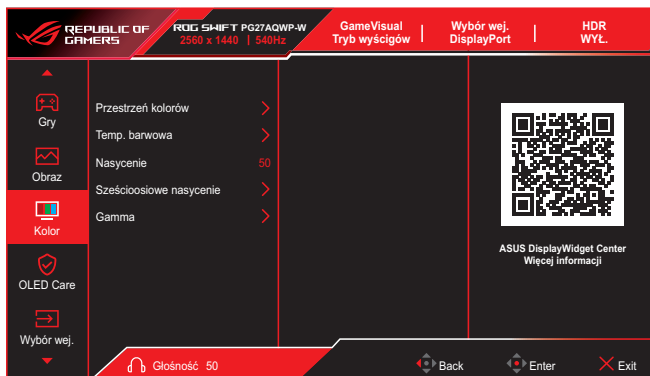 REPUBLIC OF
GAMERS
ROG SWIFT PG27AQWP-W
2560 x 1440 | 540Hz
GameVisual
Tryb wyścigów
Wybór wej.
DisplayPort
HDR
WYŁ.
Gry
Obraz
Kolor
OLED Care
Wybór wej.
Przestrzeń kolorów
Temp. barwowa
Nasycenie 50
Sześcioosiowe nasycenie
Gamma
ASUS DisplayWidget Center
Więcej informacji
Głośność 50
Back
Enter
Exit